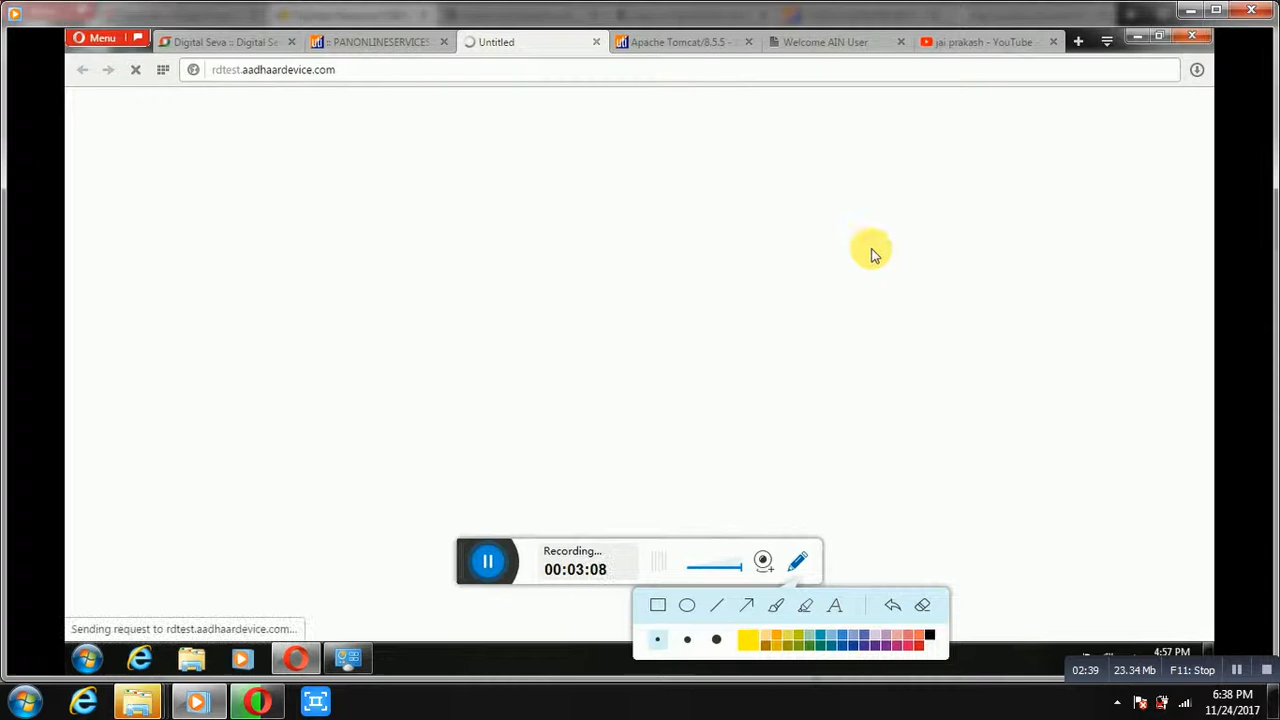 Menu
Digital Seva :: Digital Se
:: PANONLINESERVICES
Untitled
Apache Tomcat/8.5.5 -
Welcome AIN User
jai prakash - YouTube -
rdtest.aadhaardevice.com
Recording...
00:03:08
A
Sending request to rdtest.aadhaardevice.com...
4:57 PM
02:39
23.34 Mb
F11: Stop
6:38 PM
11/24/2017